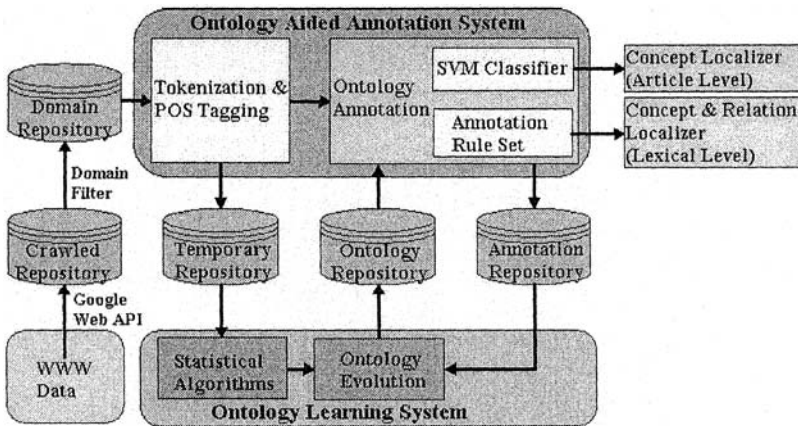 Ontology Aided Annotation System
Domain
Repository
Tokenization &
POS Tagging
Ontology
Annotation
SVM Classifier
Annotation
Rule Set
Concept Localizer
(Article Level)
Concept & Relation
Localizer
(Lexical Level)
Domain
Filter
Crawled
Repository
Temporary
Repository
Ontology
Repository
Annotation
Repository
Google
Web API
WWW
Data
Statistical
Algorithms
Ontology
Evolution
Ontology Learning System